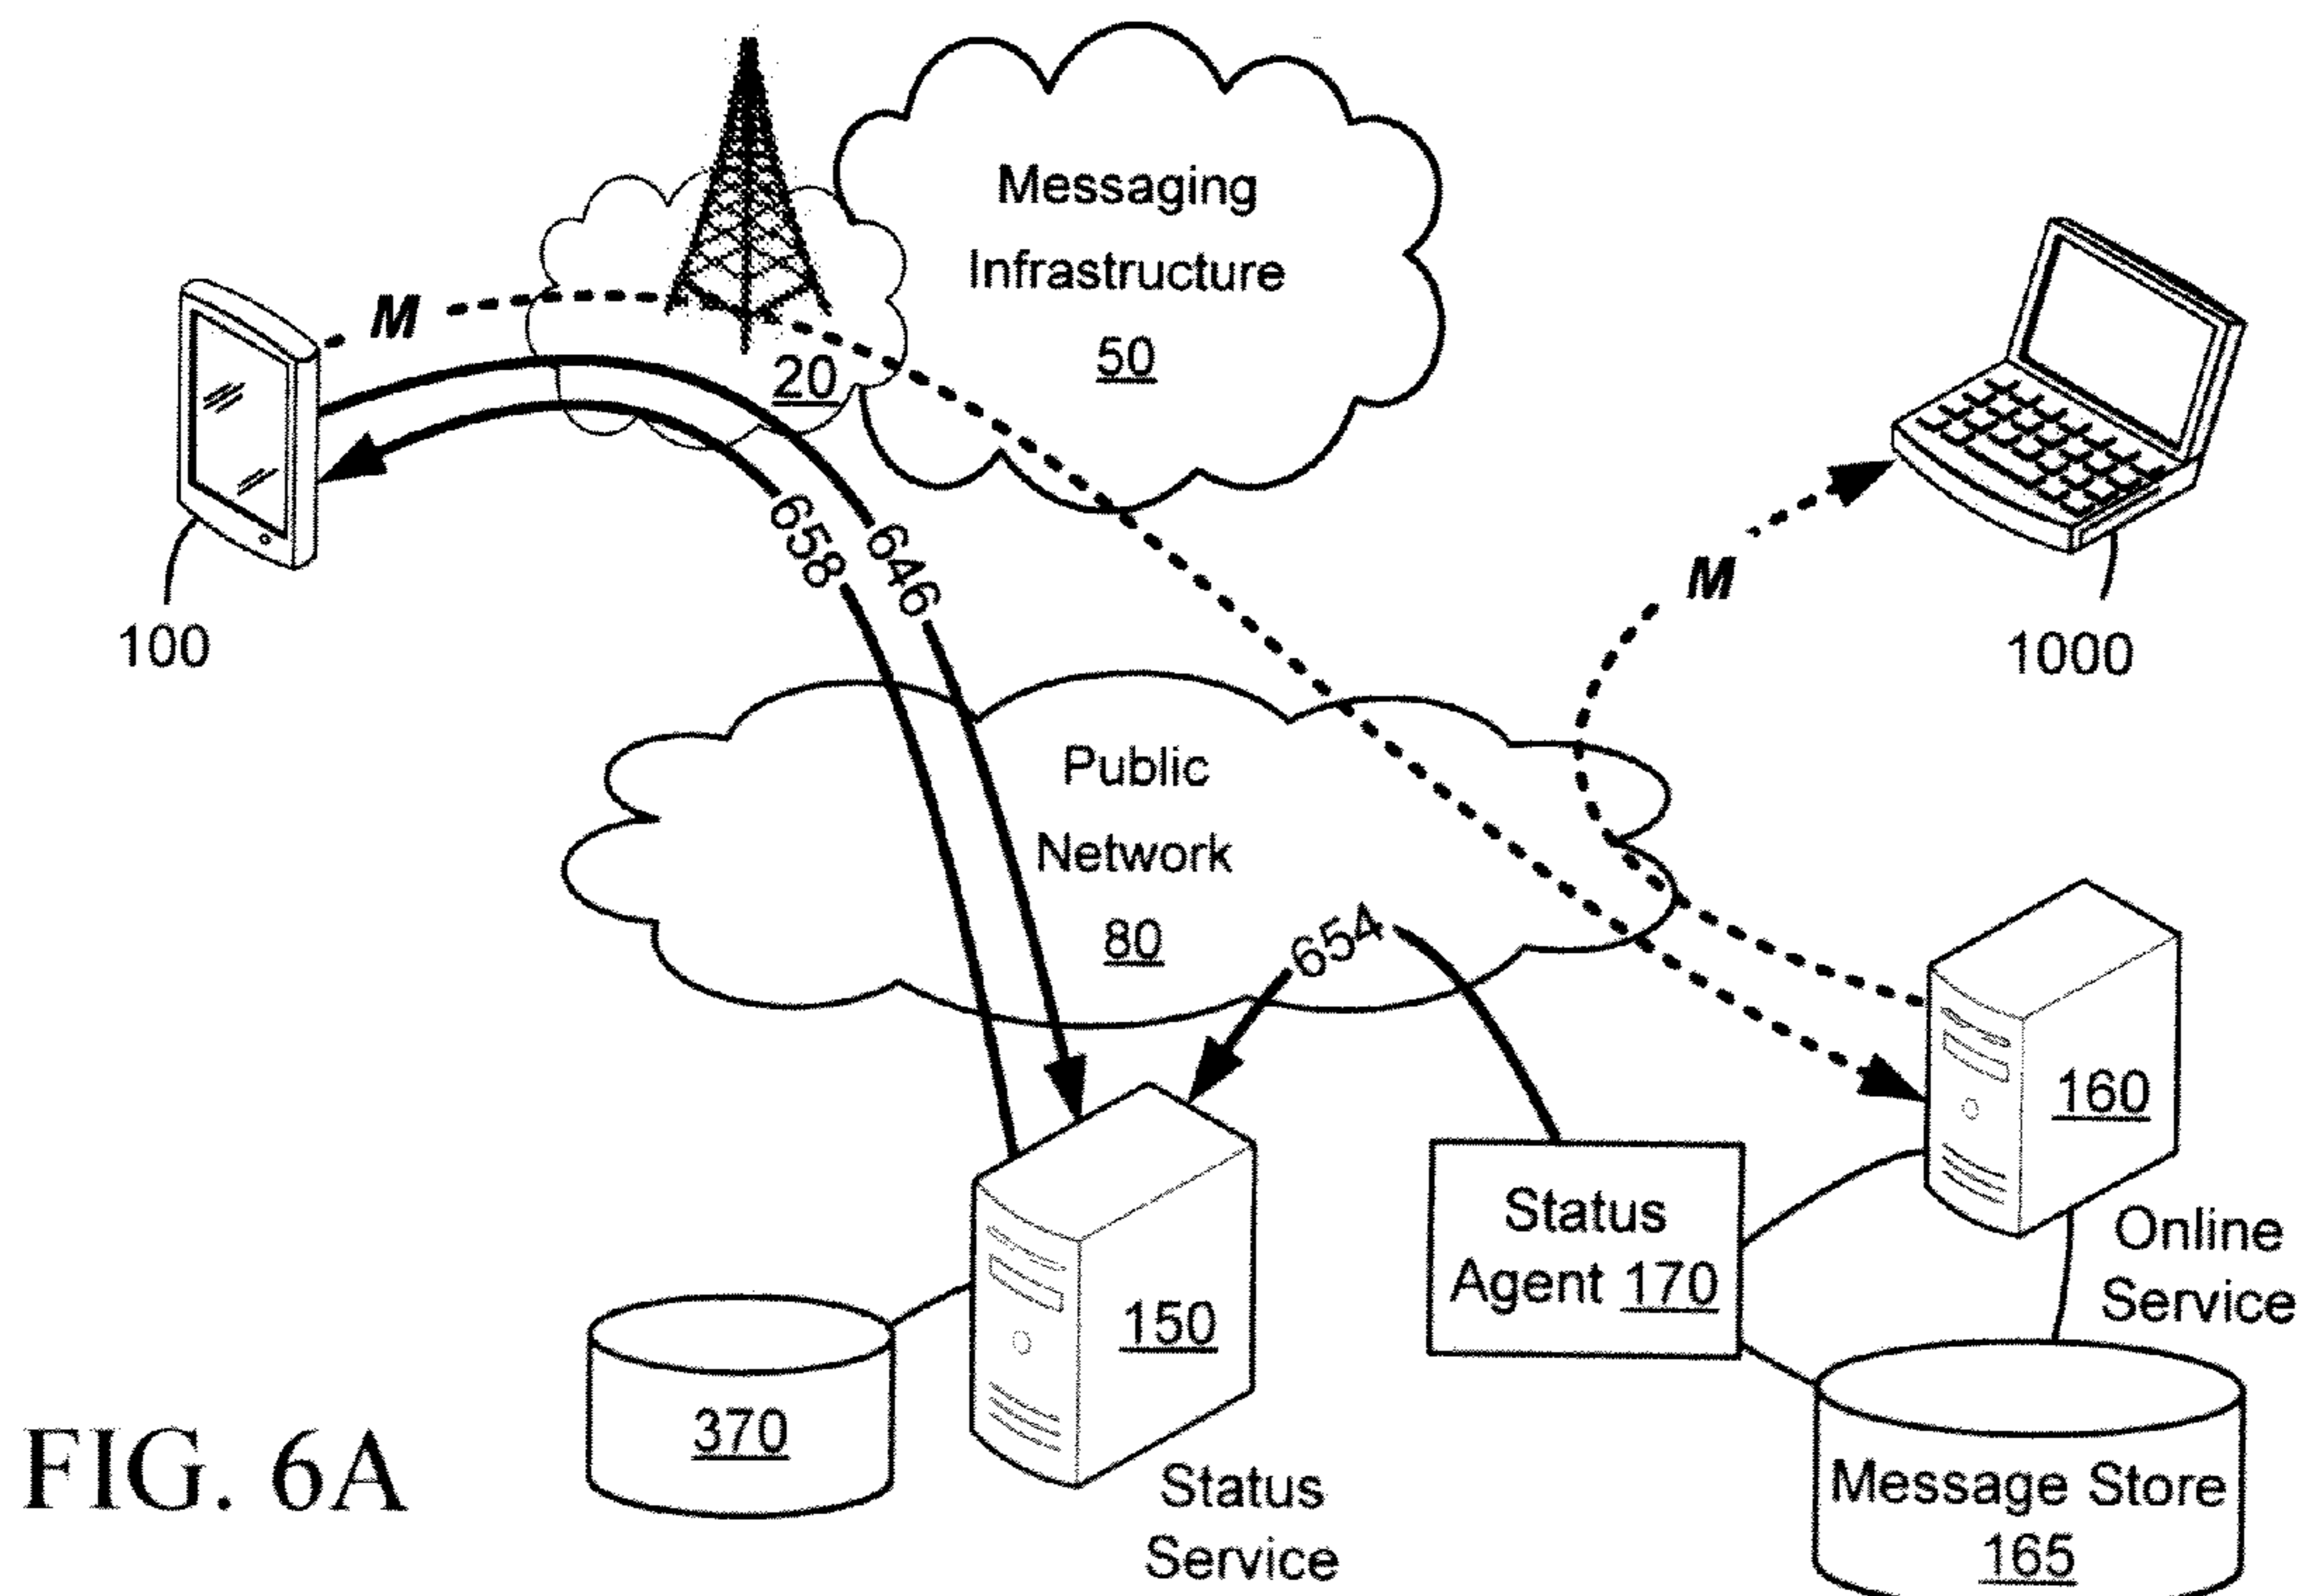 Messaging
Infrastructure
50
20
M
M
100
1000
658
646
Public
Network
80
654
160
Online
Service
Status
Agent 170
150
Status
Service
370
Message Store
165
FIG. 6A